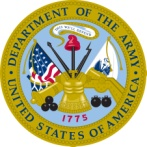 DEPARTMENT OF THE ARMY
1775
UNITED STATES OF AMERICA